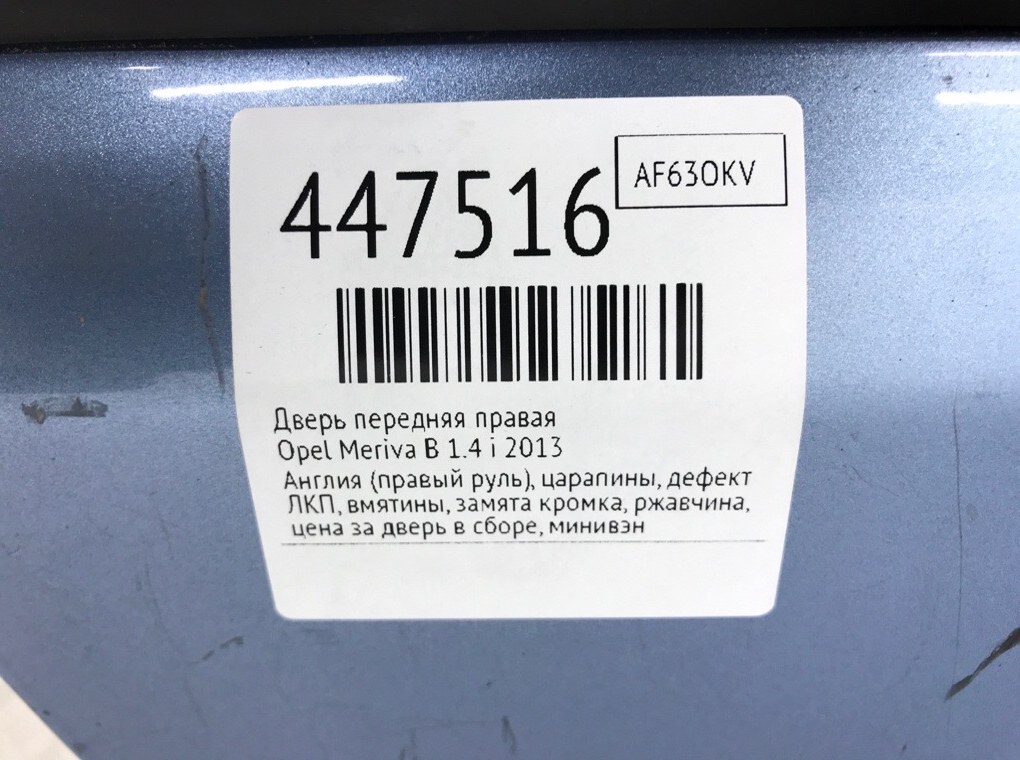 447516
AF63OKV
Дверь передняя правая
Opel Meriva B 1.4 i 2013
Англия (правый руль), царапины, дефект
ЛКП, вмятины, замята кромка, ржавчина,
цена за дверь в сборе, минивэн